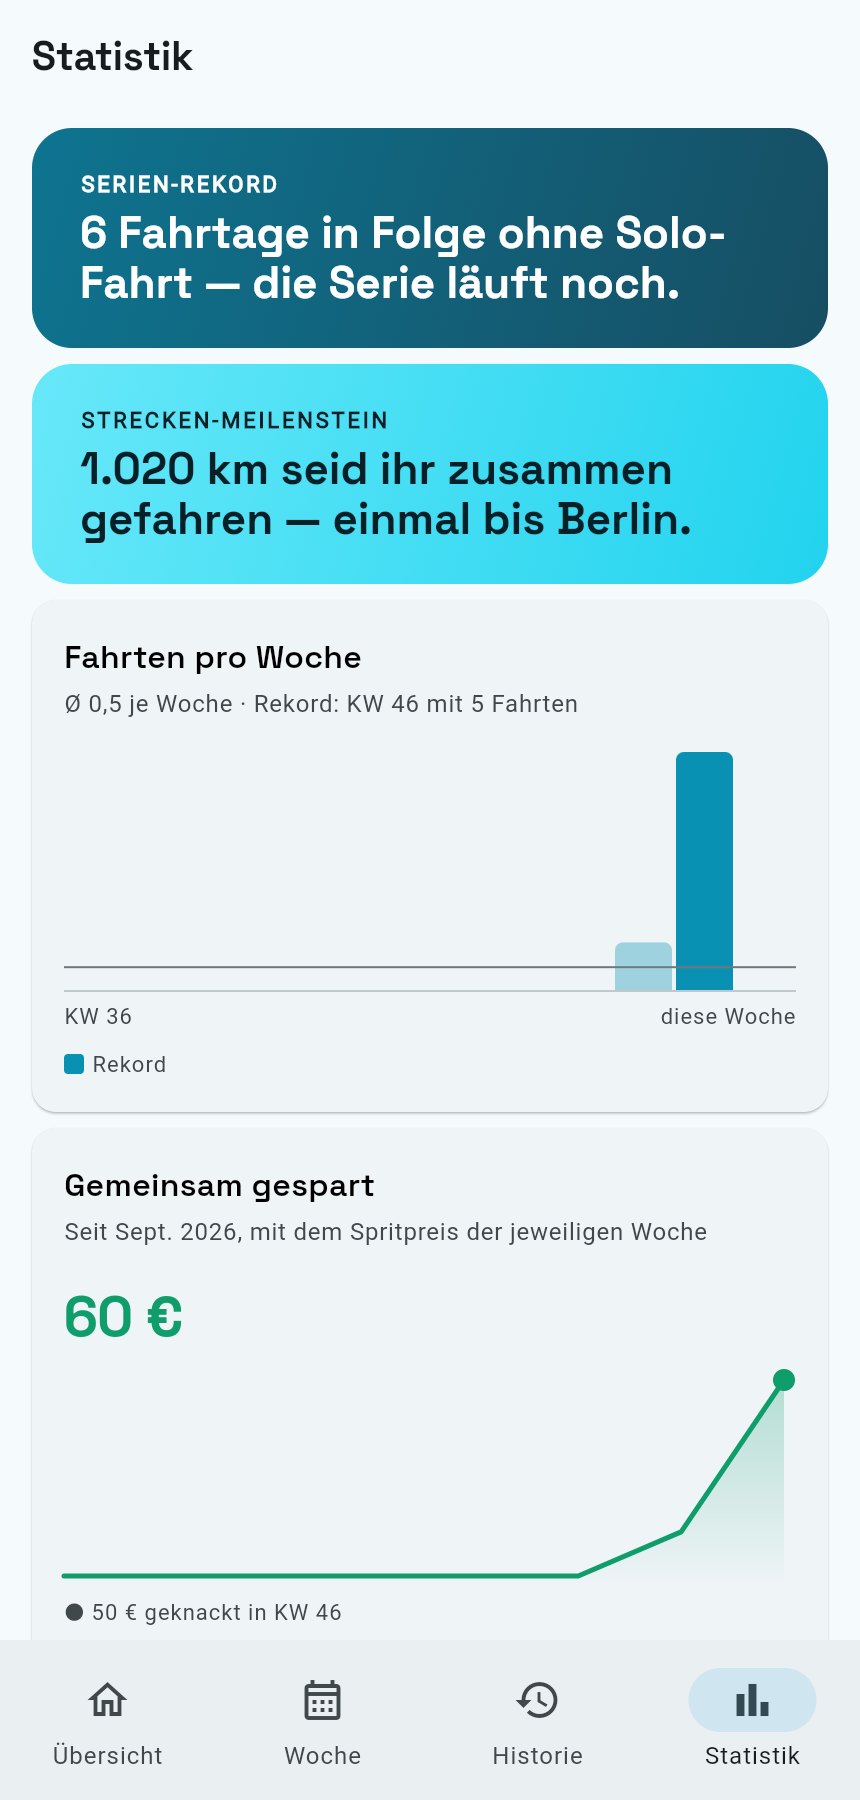 Statistik
SERIEN-REKORD
6 Fahrtage in Folge ohne Solo-
Fahrt — die Serie läuft noch.
STRECKEN-MEILENSTEIN
1.020 km seid ihr zusammen
gefahren — einmal bis Berlin.
Fahrten pro Woche
Ø 0,5 je Woche · Rekord: KW 46 mit 5 Fahrten
KW 36
diese Woche
Rekord
Gemeinsam gespart
Seit Sept. 2026, mit dem Spritpreis der jeweiligen Woche
60 €
50 € geknackt in KW 46
Übersicht
Woche
Historie
Statistik